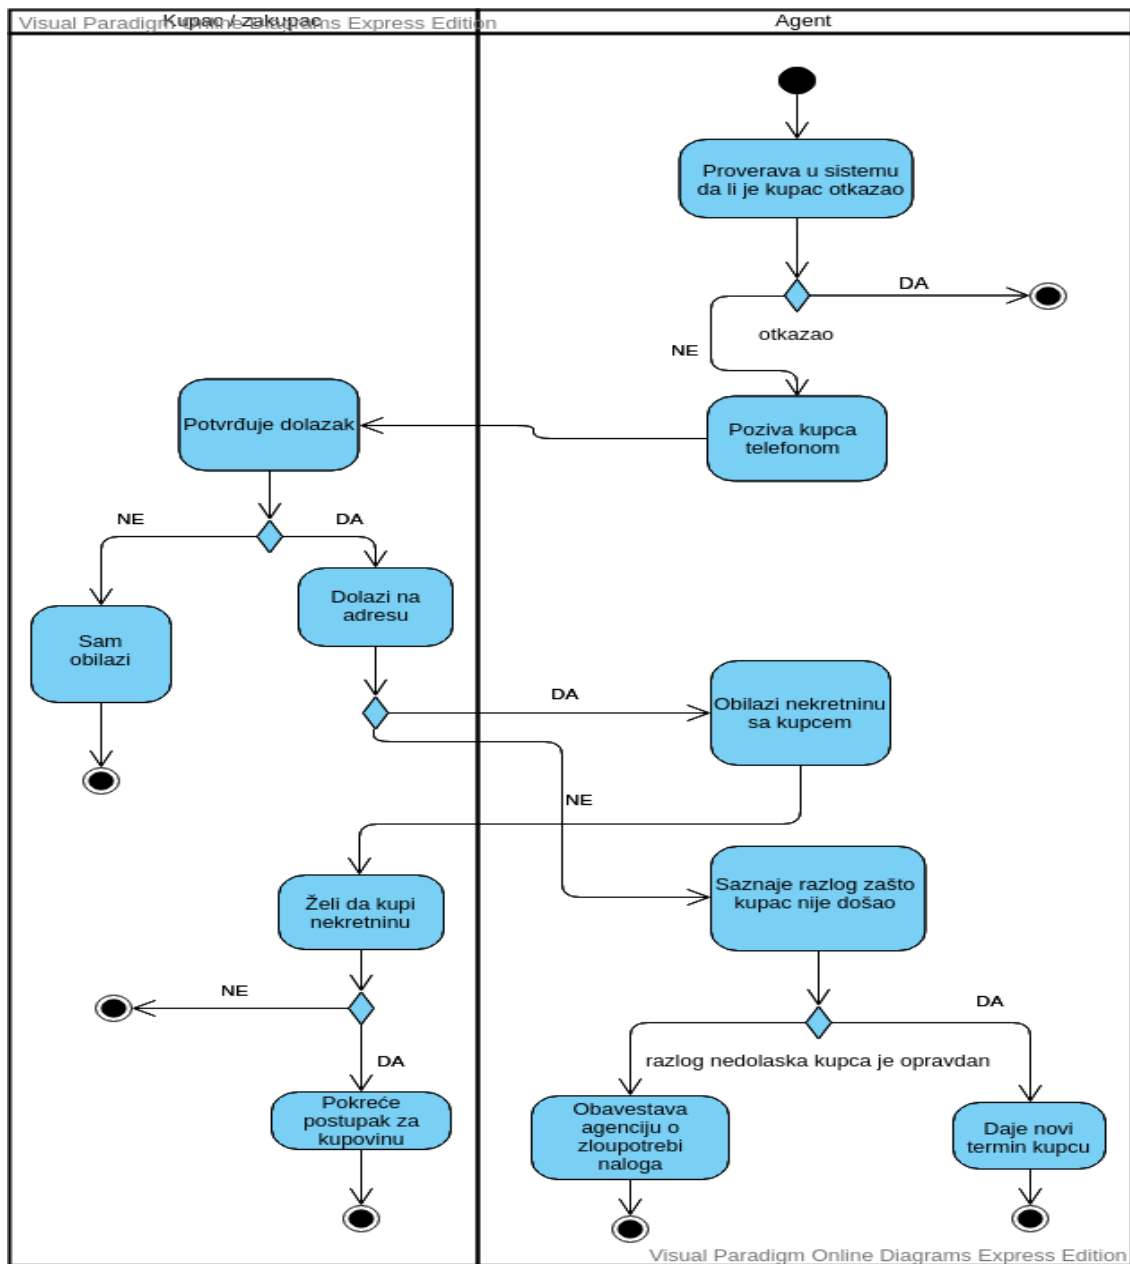 Kupac / zakupac
Visual Paradigm Online Diagrams Express Edition
Agent
Proverava u sistemu
da li je kupac otkazao
DA
otkazao
NE
Poziva kupca
telefonom
Potvrđuje dolazak
NE
DA
Dolazi na
adresu
Sam
obilazi
DA
Obilazi nekretninu
sa kupcem
NE
Saznaje razlog zašto
kupac nije došao
Želi da kupi
nekretninu
NE
DA
DA
razlog nedolaska kupca je opravdan
Pokreće
postupak za
kupovinu
Obavestava
agenciju o
zloupotrebi
naloga
Daje novi
termin kupcu
Visual Paradigm Online Diagrams Express Edition